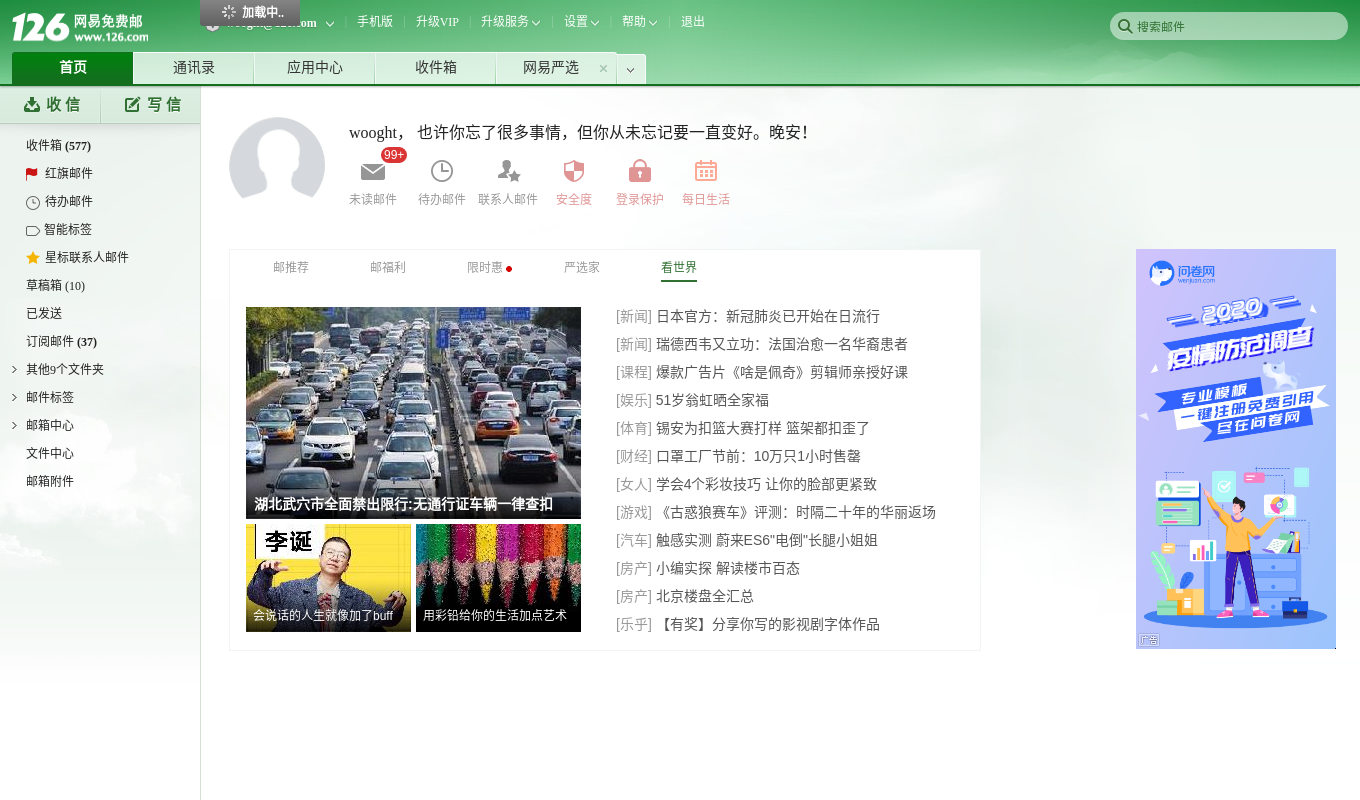 126 网易免费邮
www.126.com
加载中..
手机版
升级VIP
升级服务
设置
帮助
退出
搜索邮件
首页
通讯录
应用中心
收件箱
网易严选
收 信
写 信
收件箱 (577)
红旗邮件
待办邮件
智能标签
星标联系人邮件
草稿箱 (10)
已发送
订阅邮件 (37)
其他9个文件夹
邮件标签
邮箱中心
文件中心
邮箱附件
wooght， 也许你忘了很多事情，但你从未忘记要一直变好。晚安！
99+
未读邮件
待办邮件
联系人邮件
安全度
登录保护
每日生活
邮推荐
邮福利
限时惠
严选家
看世界
湖北武穴市全面禁出限行:无通行证车辆一律查扣
李诞
会说话的人生就像加了buff
用彩铅给你的生活加点艺术
[新闻] 日本官方：新冠肺炎已开始在日流行
[新闻] 瑞德西韦又立功：法国治愈一名华裔患者
[课程] 爆款广告片《啥是佩奇》剪辑师亲授好课
[娱乐] 51岁翁虹晒全家福
[体育] 锡安为扣篮大赛打样 篮架都扣歪了
[财经] 口罩工厂节前：10万只1小时售罄
[女人] 学会4个彩妆技巧 让你的脸部更紧致
[游戏] 《古惑狼赛车》评测：时隔二十年的华丽返场
[汽车] 触感实测 蔚来ES6"电倒"长腿小姐姐
[房产] 小编实探 解读楼市百态
[房产] 北京楼盘全汇总
[乐乎] 【有奖】分享你写的影视剧字体作品
问卷网
wenjuan.com
2020
疫情防范调查
专业模板
一键注册免费引用
尽在问卷网
广告